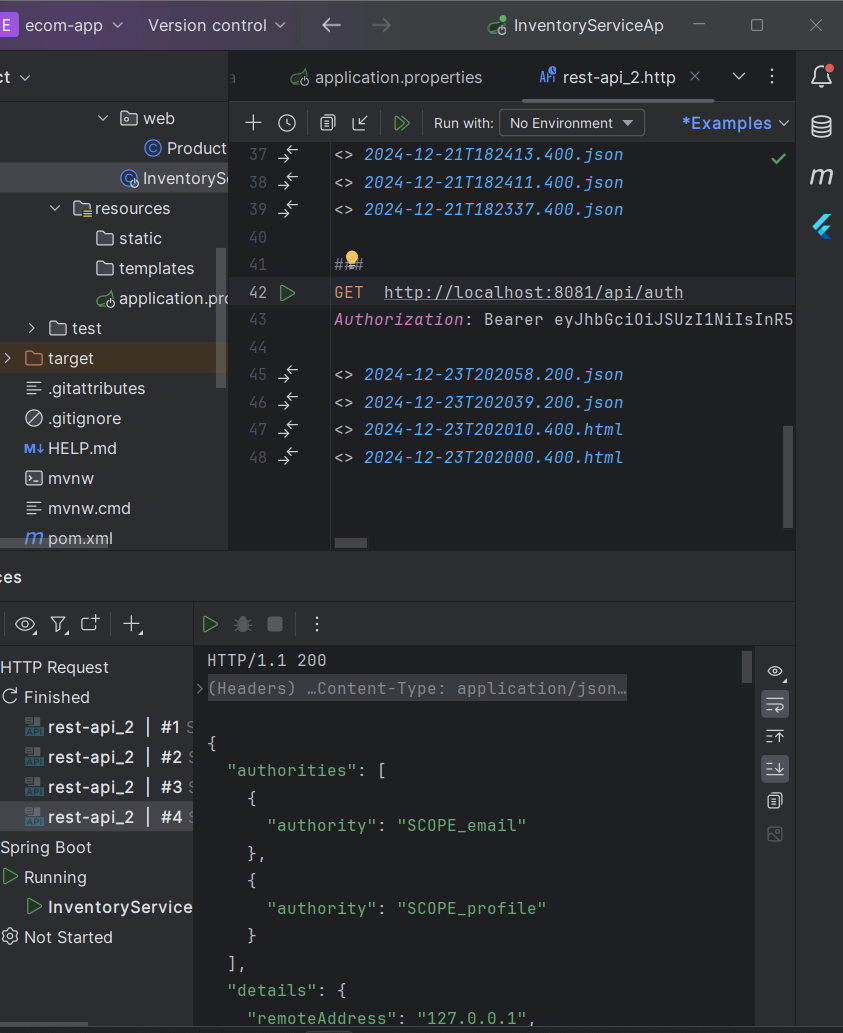 E ecom-app Version control InventoryServiceAp
ct
application.properties rest-api_2.http
web
Product
InventoryS
resources
static
templates
application.pro
test
target
.gitattributes
.gitignore
M↓ HELP.md
mvnw
mvnw.cmd
m pom.xml
Run with: No Environment *Examples
37 <> 2024-12-21T182413.400.json
38 <> 2024-12-21T182411.400.json
39 <> 2024-12-21T182337.400.json
40
41 ###
42 GET http://localhost:8081/api/auth
43 Authorization: Bearer eyJhbGciOiJSUzI1NiIsInR5
44
45 <> 2024-12-23T202058.200.json
46 <> 2024-12-23T202039.200.json
47 <> 2024-12-23T202010.400.html
48 <> 2024-12-23T202000.400.html
m
ces
HTTP Request
Finished
API rest-api_2 | #1 S
API rest-api_2 | #2 S
API rest-api_2 | #3 S
API rest-api_2 | #4 S
Spring Boot
Running
InventoryService
Not Started
HTTP/1.1 200
(Headers) …Content-Type: application/json…
{
"authorities": [
{
"authority": "SCOPE_email"
},
{
"authority": "SCOPE_profile"
}
],
"details": {
"remoteAddress": "127.0.0.1",